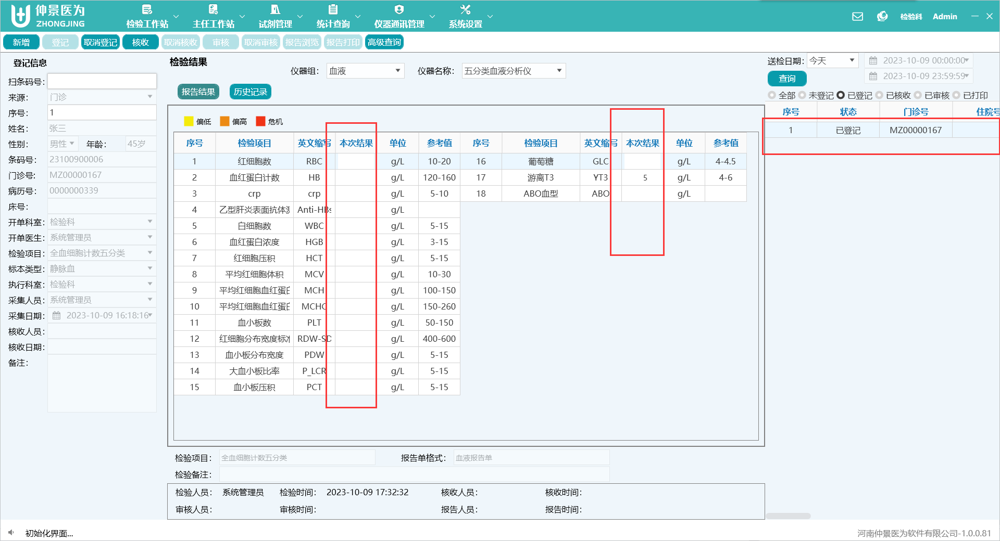 仲景医为
ZHONGJING
检验工作站
主任工作站
试剂管理
统计查询
仪器通讯管理
系统设置
检验科
Admin
新增
登记
取消登记
核收
取消核收
审核
取消审核
报告浏览
报告打印
高级查询
登记信息
扫条码号：
来源： 门诊
序号： 1
姓名： 张三
性别： 男性 年龄： 45岁
条码号： 23100900006
门诊号： MZ00000167
病历号： 0000000339
床号：
开单科室： 检验科
开单医生： 系统管理员
检验项目： 全血细胞计数五分类
标本类型： 静脉血
执行科室： 检验科
采集人员： 系统管理员
采集日期： 2023-10-09 16:18:16
核收人员：
核收日期：
备注：
检验结果
仪器组： 血液 仪器名称： 五分类血液分析仪
报告结果 历史记录
偏低 偏高 危机
序号 检验项目 英文缩写 本次结果 单位 参考值 序号 检验项目 英文缩写 本次结果 单位 参考值
1 红细胞数 RBC g/L 10-20 16 葡萄糖 GLC g/L 4-4.5
2 血红蛋白计数 HB g/L 120-160 17 游离T3 YT3 5 g/L 4-6
3 crp crp g/L 5-10 18 ABO血型 ABO g/L
4 乙型肝炎表面抗体 Anti-HBs g/L
5 白细胞数 WBC g/L 5-15
6 血红蛋白浓度 HGB g/L 3-15
7 红细胞压积 HCT g/L 5-15
8 平均红细胞体积 MCV g/L 10-30
9 平均红细胞血红蛋白 MCH g/L 100-150
10 平均红细胞血红蛋白 MCHC g/L 150-260
11 血小板数 PLT g/L 50-150
12 红细胞分布宽度标准 RDW-SD g/L 400-600
13 血小板分布宽度 PDW g/L 5-15
14 大血小板比率 P_LCR g/L 5-15
15 血小板压积 PCT g/L 5-15
检验项目： 全血细胞计数五分类 报告单格式： 血液报告单
检验备注：
检验人员： 系统管理员 检验时间： 2023-10-09 17:32:32 核收人员： 核收时间：
审核人员： 审核时间： 报告人员： 报告时间：
送检日期： 今天 2023-10-09 00:00:00
查询 2023-10-09 23:59:59
全部 未登记 已登记 已核收 已审核 已打印
序号 状态 门诊号 住院号
1 已登记 MZ00000167
初始化界面...
河南仲景医为软件有限公司-1.0.0.81